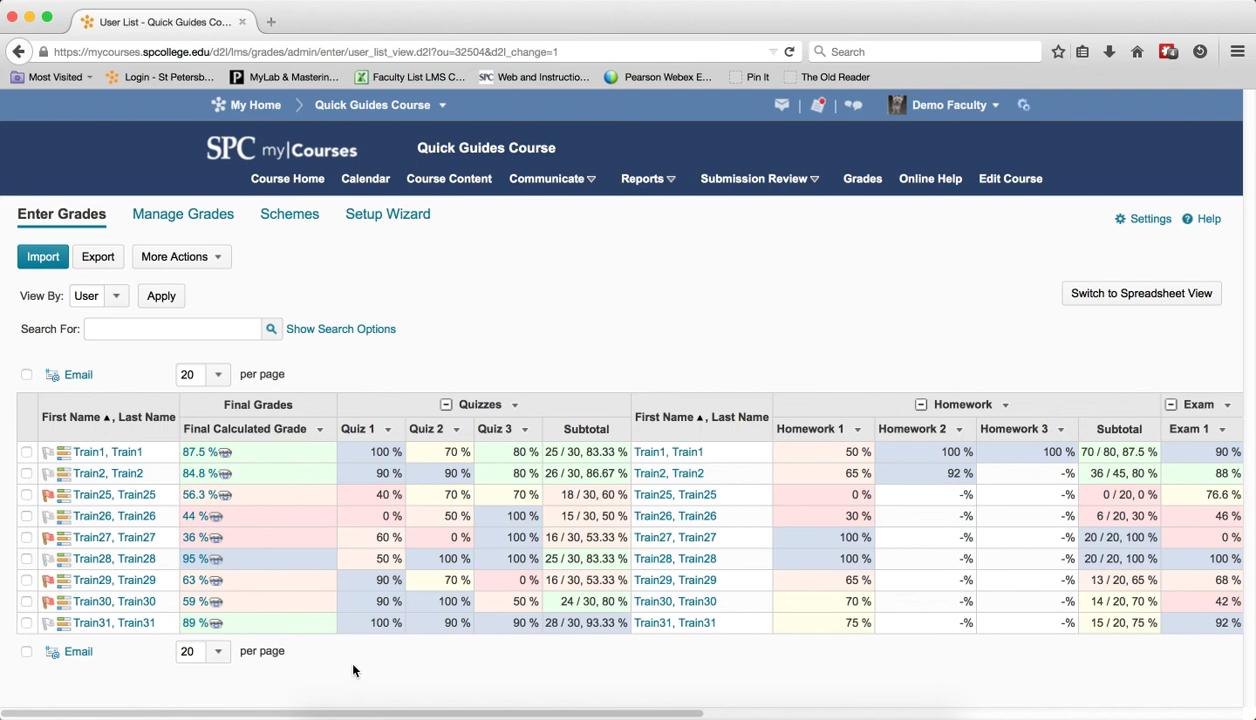 User List - Quick Guides Co...
https://mycourses.spcollege.edu/d2l/lms/grades/admin/enter/user_list_view.d2l?ou=32504&d2l_change=1
Search
Most Visited
Login - St Petersb...
MyLab & Masterin...
Faculty List LMS C...
SPC Web and Instructio...
Pearson Webex E...
Pin It
The Old Reader
My Home
Quick Guides Course
Demo Faculty
SPC my|Courses
Quick Guides Course
Course Home Calendar Course Content Communicate Reports Submission Review Grades Online Help Edit Course
Enter Grades Manage Grades Schemes Setup Wizard
Settings Help
Import Export More Actions
View By: User Apply
Switch to Spreadsheet View
Search For: Show Search Options
Email 20 per page
First Name, Last Name Final Grades Quizzes First Name, Last Name Homework Exam
Final Calculated Grade Quiz 1 Quiz 2 Quiz 3 Subtotal Homework 1 Homework 2 Homework 3 Subtotal Exam 1
Train1, Train1 87.5 % 100 % 70 % 80 % 25 / 30, 83.33 % Train1, Train1 50 % 100 % 100 % 70 / 80, 87.5 % 90 %
Train2, Train2 84.8 % 90 % 90 % 80 % 26 / 30, 86.67 % Train2, Train2 65 % 92 % -% 36 / 45, 80 % 88 %
Train25, Train25 56.3 % 40 % 70 % 70 % 18 / 30, 60 % Train25, Train25 0 % -% -% 0 / 20, 0 % 76.6 %
Train26, Train26 44 % 0 % 50 % 100 % 15 / 30, 50 % Train26, Train26 30 % -% -% 6 / 20, 30 % 46 %
Train27, Train27 36 % 60 % 0 % 100 % 16 / 30, 53.33 % Train27, Train27 100 % -% -% 20 / 20, 100 % 0 %
Train28, Train28 95 % 50 % 100 % 100 % 25 / 30, 83.33 % Train28, Train28 100 % -% -% 20 / 20, 100 % 100 %
Train29, Train29 63 % 90 % 70 % 0 % 16 / 30, 53.33 % Train29, Train29 65 % -% -% 13 / 20, 65 % 68 %
Train30, Train30 59 % 90 % 100 % 50 % 24 / 30, 80 % Train30, Train30 70 % -% -% 14 / 20, 70 % 42 %
Train31, Train31 89 % 100 % 90 % 90 % 28 / 30, 93.33 % Train31, Train31 75 % -% -% 15 / 20, 75 % 92 %
Email 20 per page